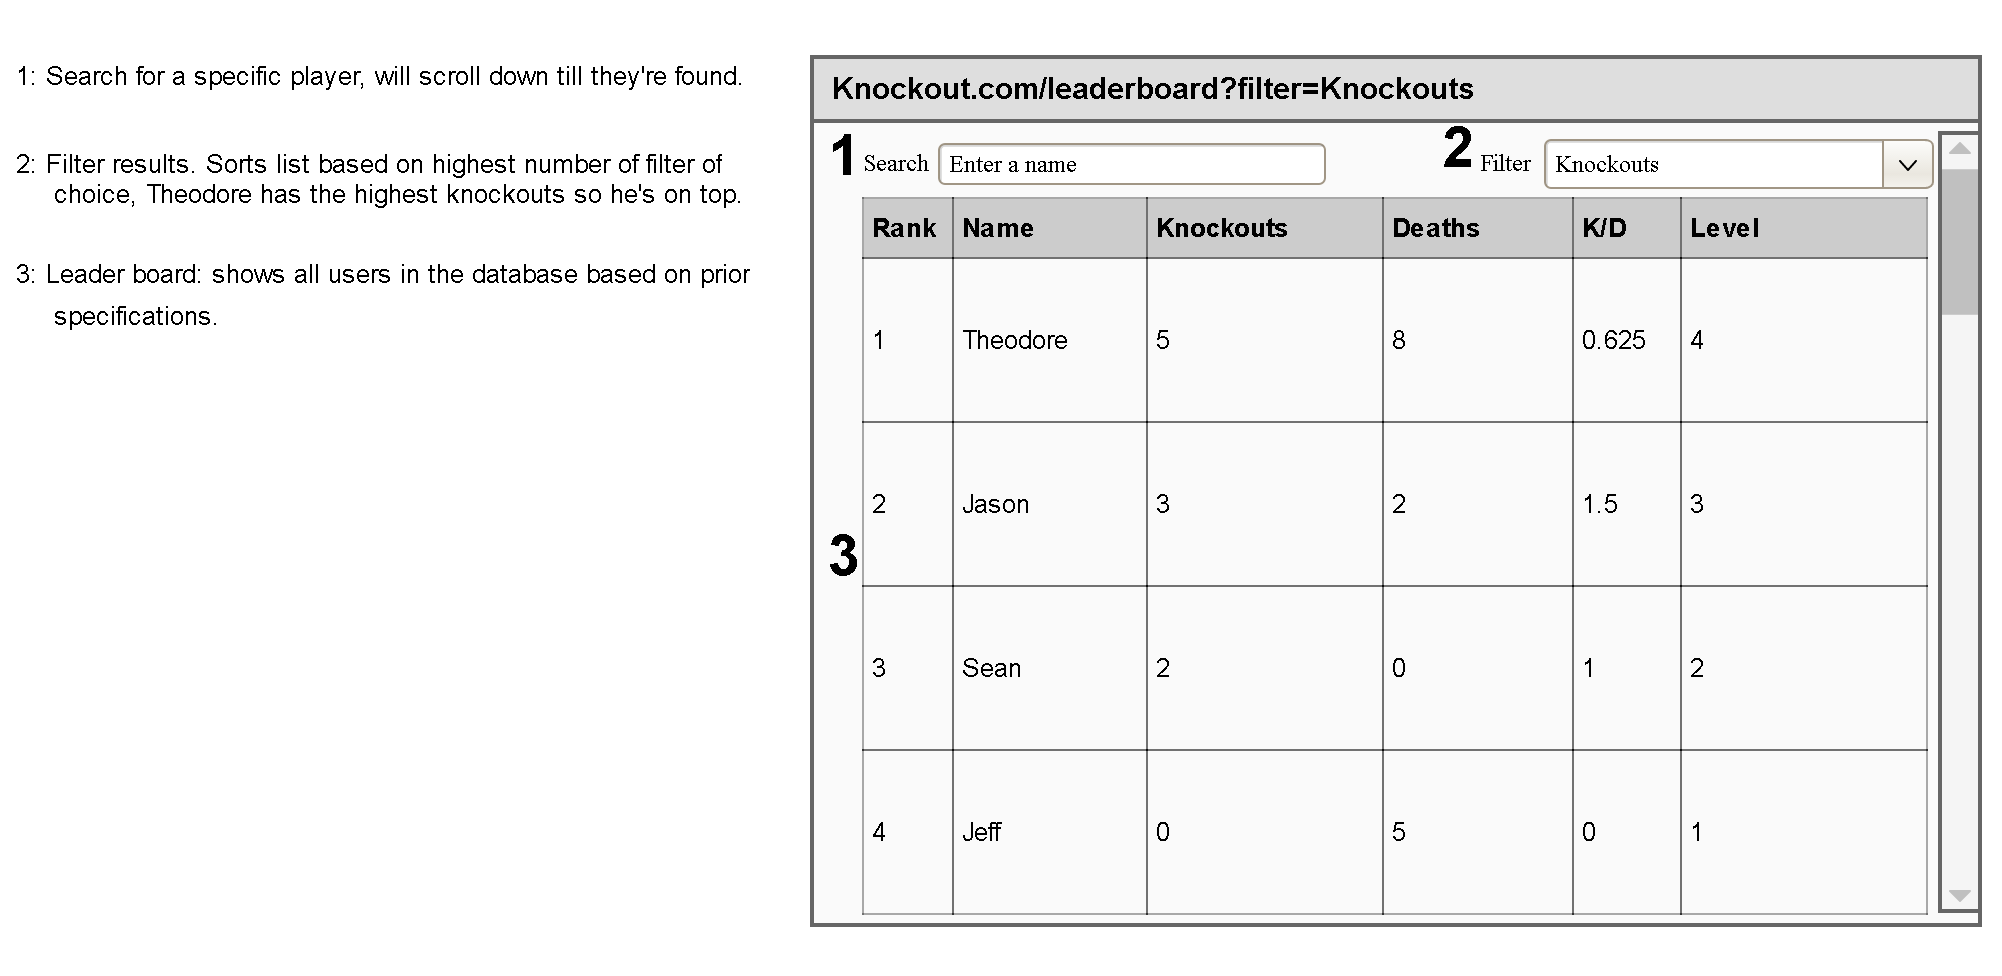 1: Search for a specific player, will scroll down till they're found.
2: Filter results. Sorts list based on highest number of filter of
choice, Theodore has the highest knockouts so he's on top.
3: Leader board: shows all users in the database based on prior
specifications.
Knockout.com/leaderboard?filter=Knockouts
1 Search Enter a name 2 Filter Knockouts
Rank Name Knockouts Deaths K/D Level
1 Theodore 5 8 0.625 4
2 Jason 3 2 1.5 3
3
3 Sean 2 0 1 2
4 Jeff 0 5 0 1